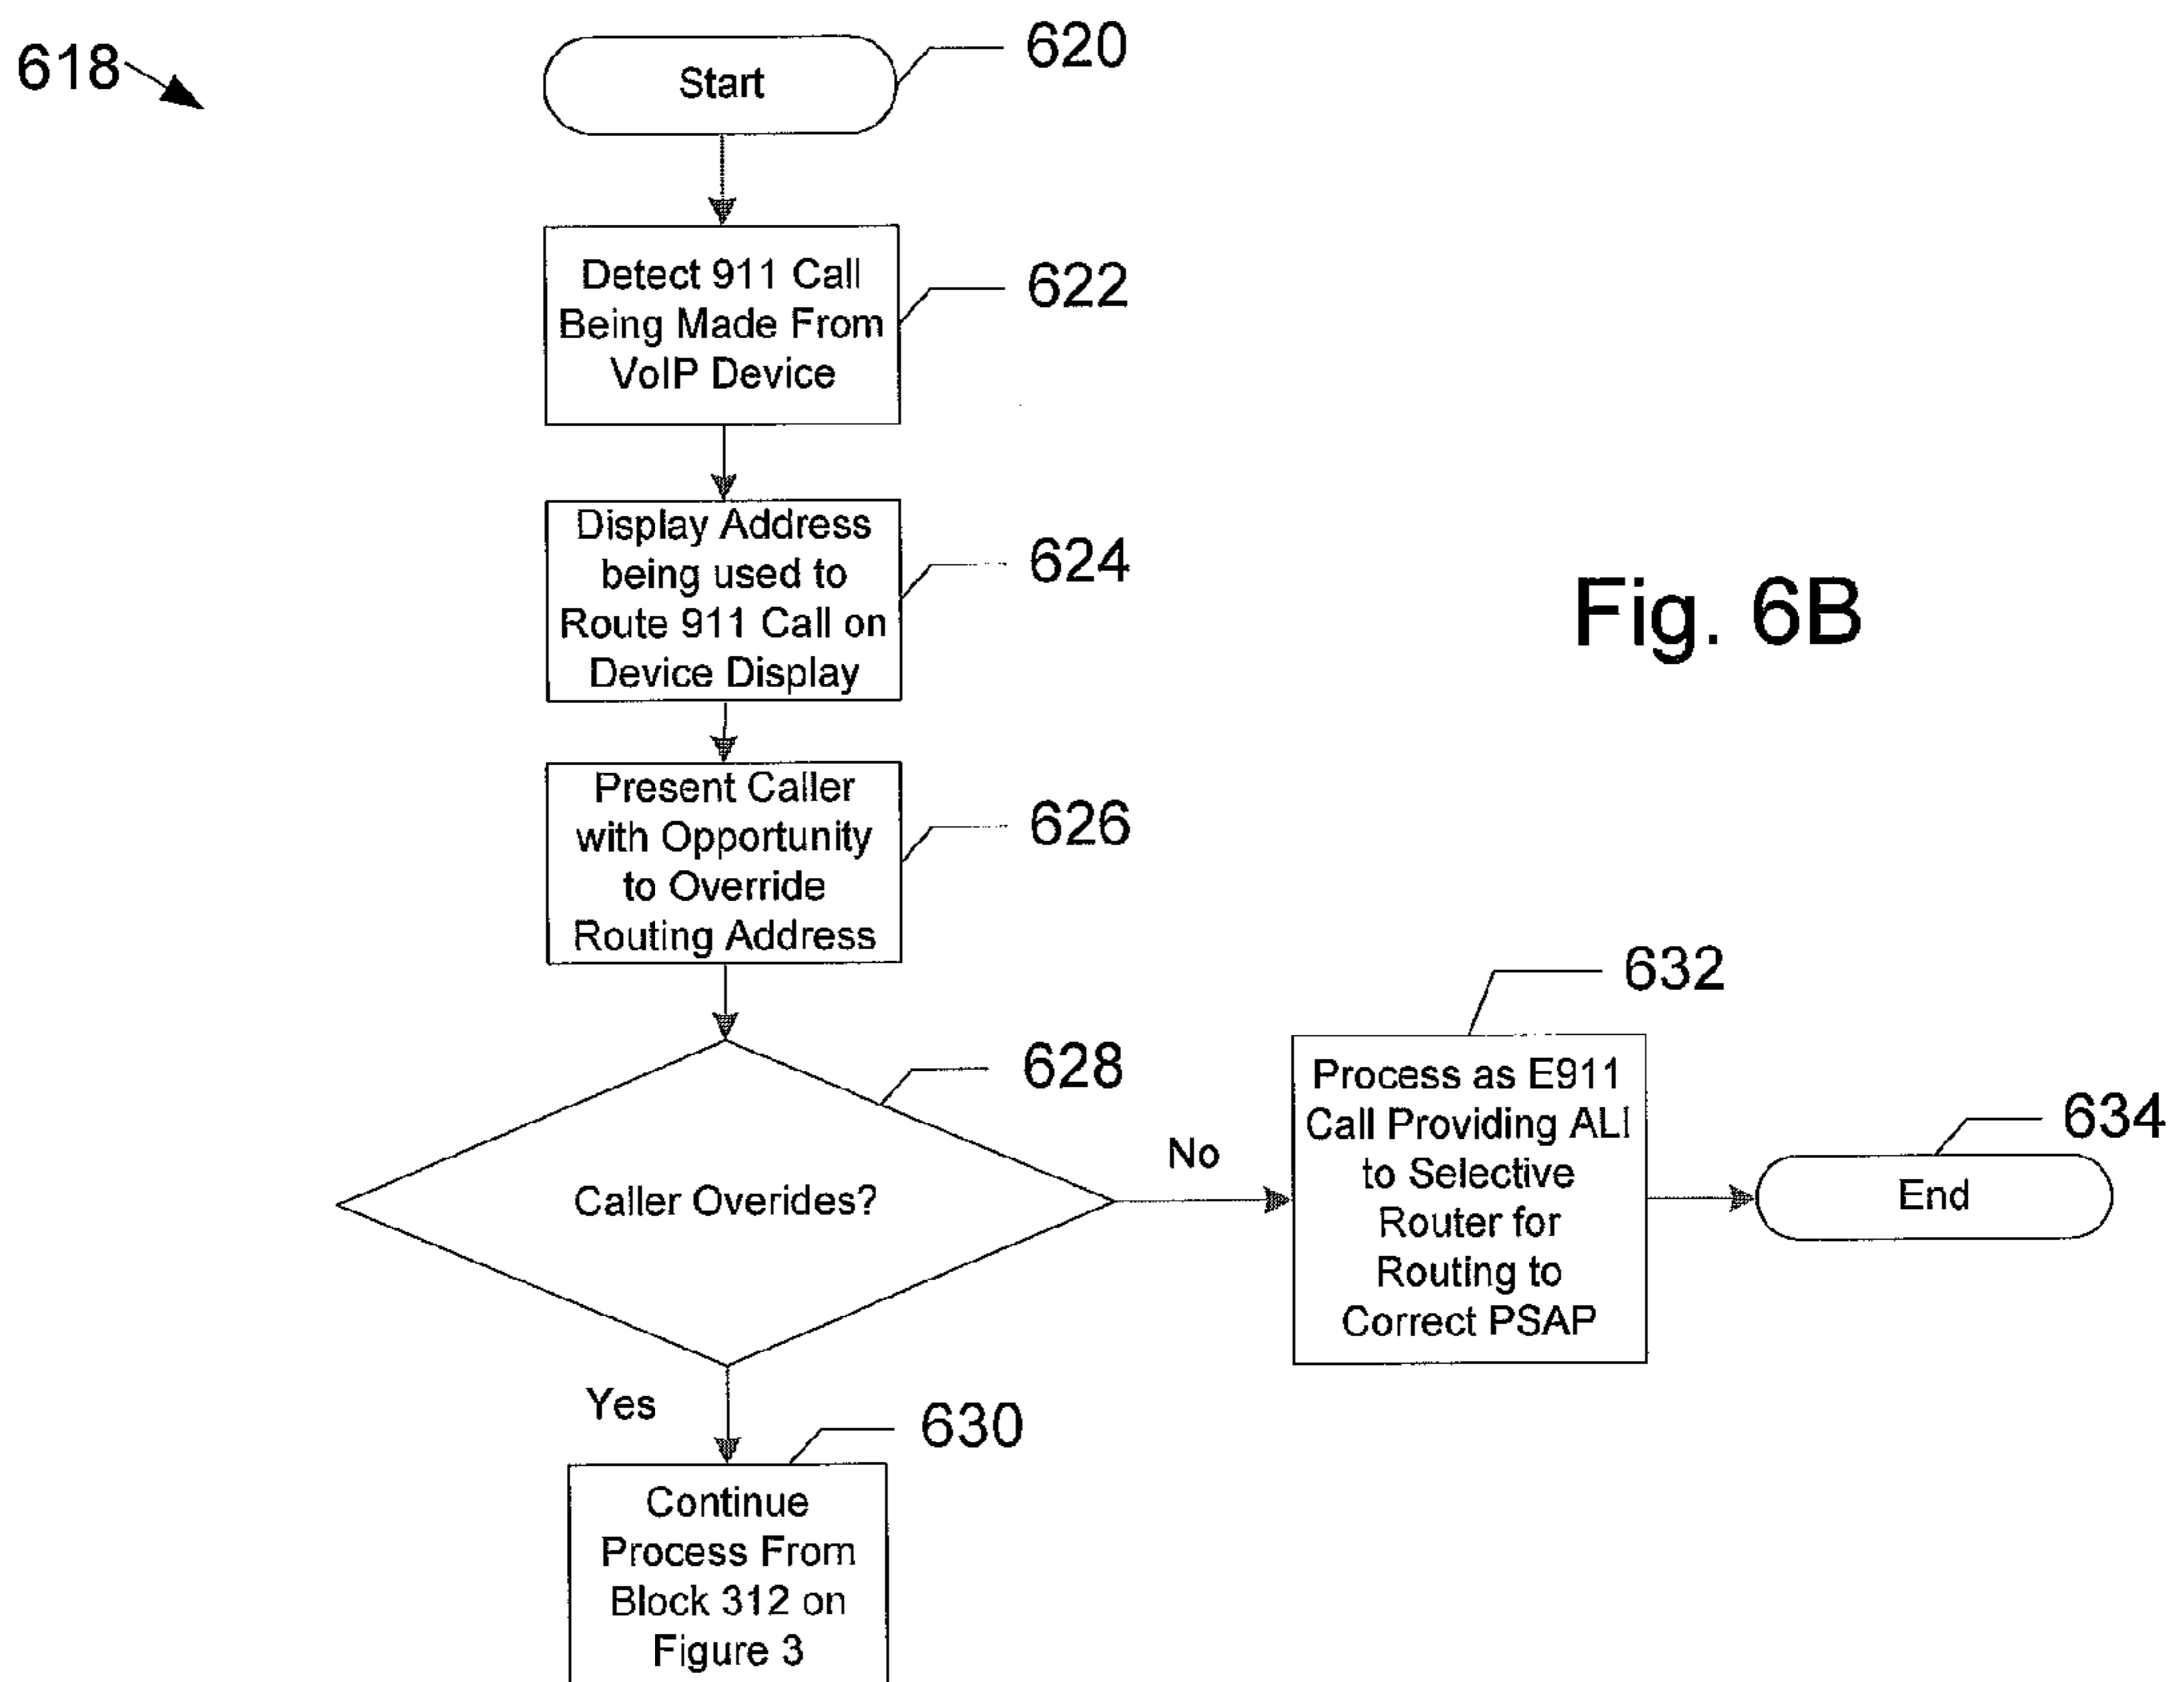 618
Start
620
Detect 911 Call
Being Made From
VoIP Device
622
Display Address
being used to
Route 911 Call on
Device Display
624
Fig. 6B
Present Caller
with Opportunity
to Override
Routing Address
626
Caller Overides?
628
No
Process as E911
Call Providing ALI
to Selective
Router for
Routing to
Correct PSAP
632
End
634
Yes
Continue
Process From
Block 312 on
Figure 3
630